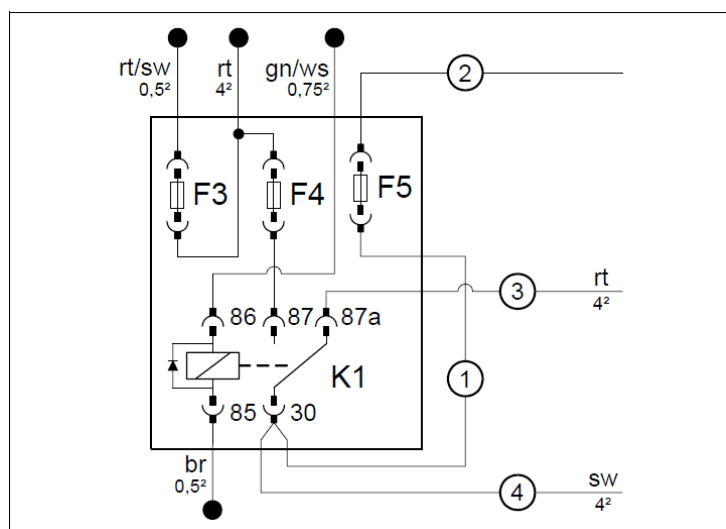 rt/sw
0,5²
rt
4²
gn/ws
0,75²
2
F3
F4
F5
3
rt
4²
86
87
87a
K1
1
85
30
br
0,5²
4
sw
4²